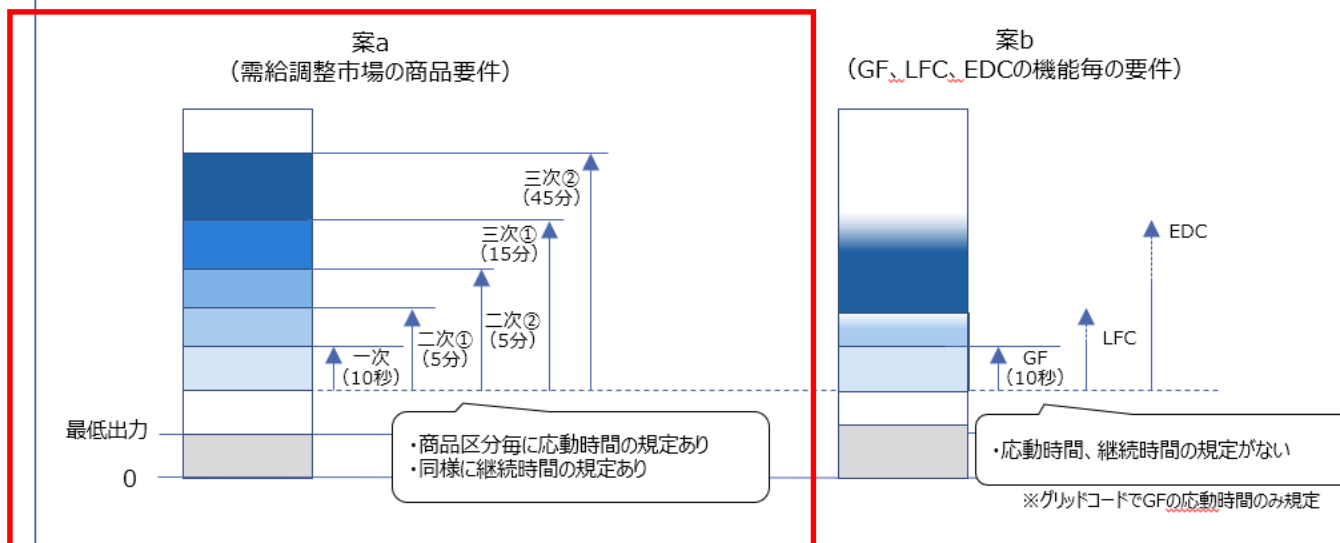 案a
（需給調整市場の商品要件）
三次②
（45分）
三次①
（15分）
二次②
（5分）
二次①
（5分）
一次
（10秒）
最低出力
0
・商品区分毎に応動時間の規定あり
・同様に継続時間の規定あり
案b
（GF、LFC、EDCの機能毎の要件）
EDC
LFC
GF
（10秒）
・応動時間、継続時間の規定がない
※グリッドコードでGFの応動時間のみ規定